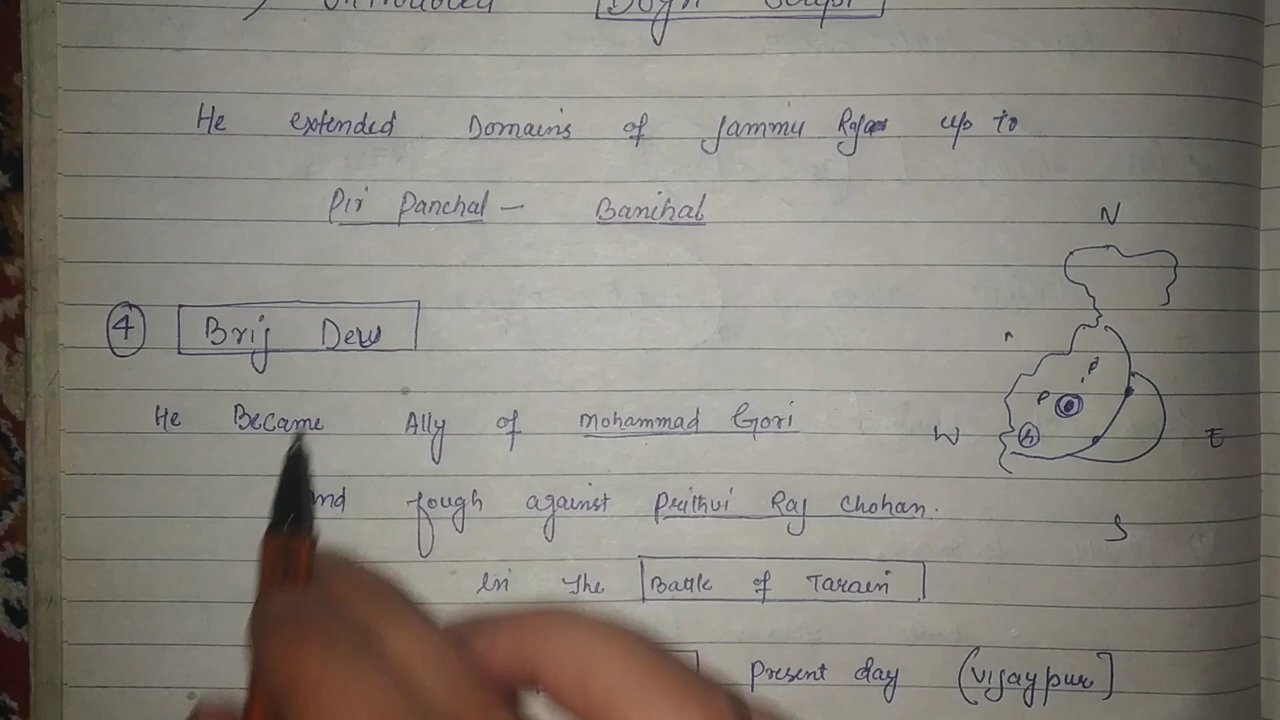 He extended Domains of Jammu Raj up to
Pir Panchal — Banihal
N
4 Brij Dew
P
P
He Became Ally of Mohammad Gori
W
E
fough against Prithvi Raj Chohan.
S
in the Battle of Tarain
Present day (Vijaypur]